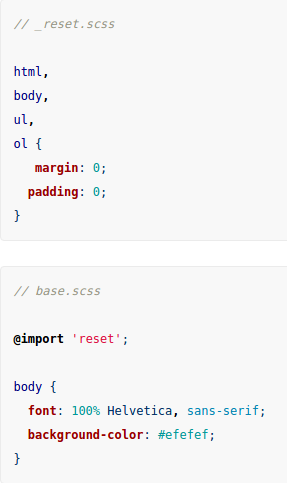 // _reset.scss
html,
body,
ul,
ol {
margin: 0;
padding: 0;
}
// base.scss
@import 'reset';
body {
font: 100% Helvetica, sans-serif;
background-color: #efefef;
}